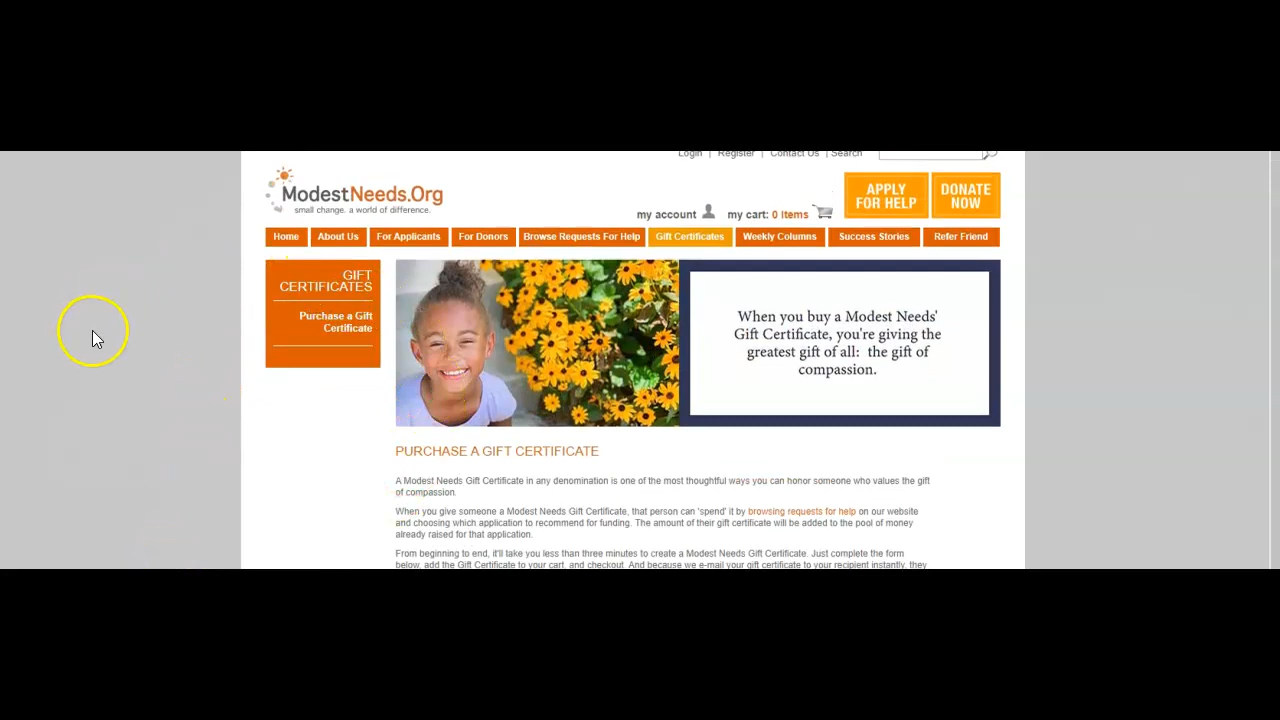 Login | Register | Contact Us | Search
ModestNeeds.Org
small change. a world of difference.
my account my cart: 0 items
APPLY FOR HELP
DONATE NOW
Home About Us For Applicants For Donors Browse Requests For Help Gift Certificates Weekly Columns Success Stories Refer Friend
GIFT
CERTIFICATES
Purchase a Gift
Certificate
When you buy a Modest Needs'
Gift Certificate, you're giving the
greatest gift of all: the gift of
compassion.
PURCHASE A GIFT CERTIFICATE
A Modest Needs Gift Certificate in any denomination is one of the most thoughtful ways you can honor someone who values the gift
of compassion.
When you give someone a Modest Needs Gift Certificate, that person can 'spend' it by browsing requests for help on our website
and choosing which application to recommend for funding. The amount of their gift certificate will be added to the pool of money
already raised for that application.
From beginning to end, it'll take you less than three minutes to create a Modest Needs Gift Certificate. Just complete the form
below, add the Gift Certificate to your cart, and checkout. And because we e-mail your gift certificate to your recipient instantly, they